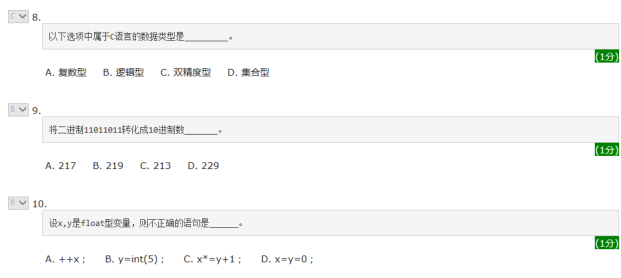 C 8.
以下选项中属于C语言的数据类型是_________。
(1分)
A. 复数型 B. 逻辑型 C. 双精度型 D. 集合型
B 9.
将二进制11011011转化成10进制数_______。
(1分)
A. 217 B. 219 C. 213 D. 229
B 10.
设x,y是float型变量，则不正确的语句是______。
(1分)
A. ++x ; B. y=int(5) ; C. x*=y+1 ; D. x=y=0 ;